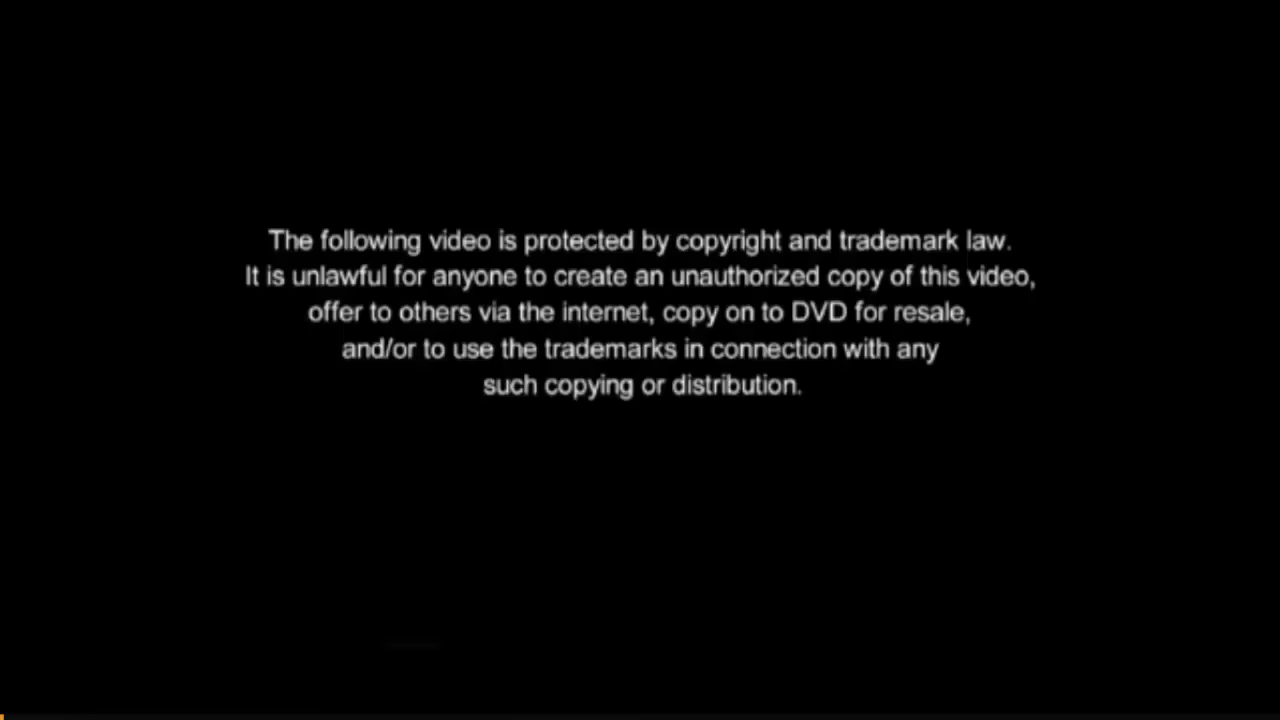 The following video is protected by copyright and trademark law.
It is unlawful for anyone to create an unauthorized copy of this video,
offer to others via the internet, copy on to DVD for resale,
and/or to use the trademarks in connection with any
such copying or distribution.